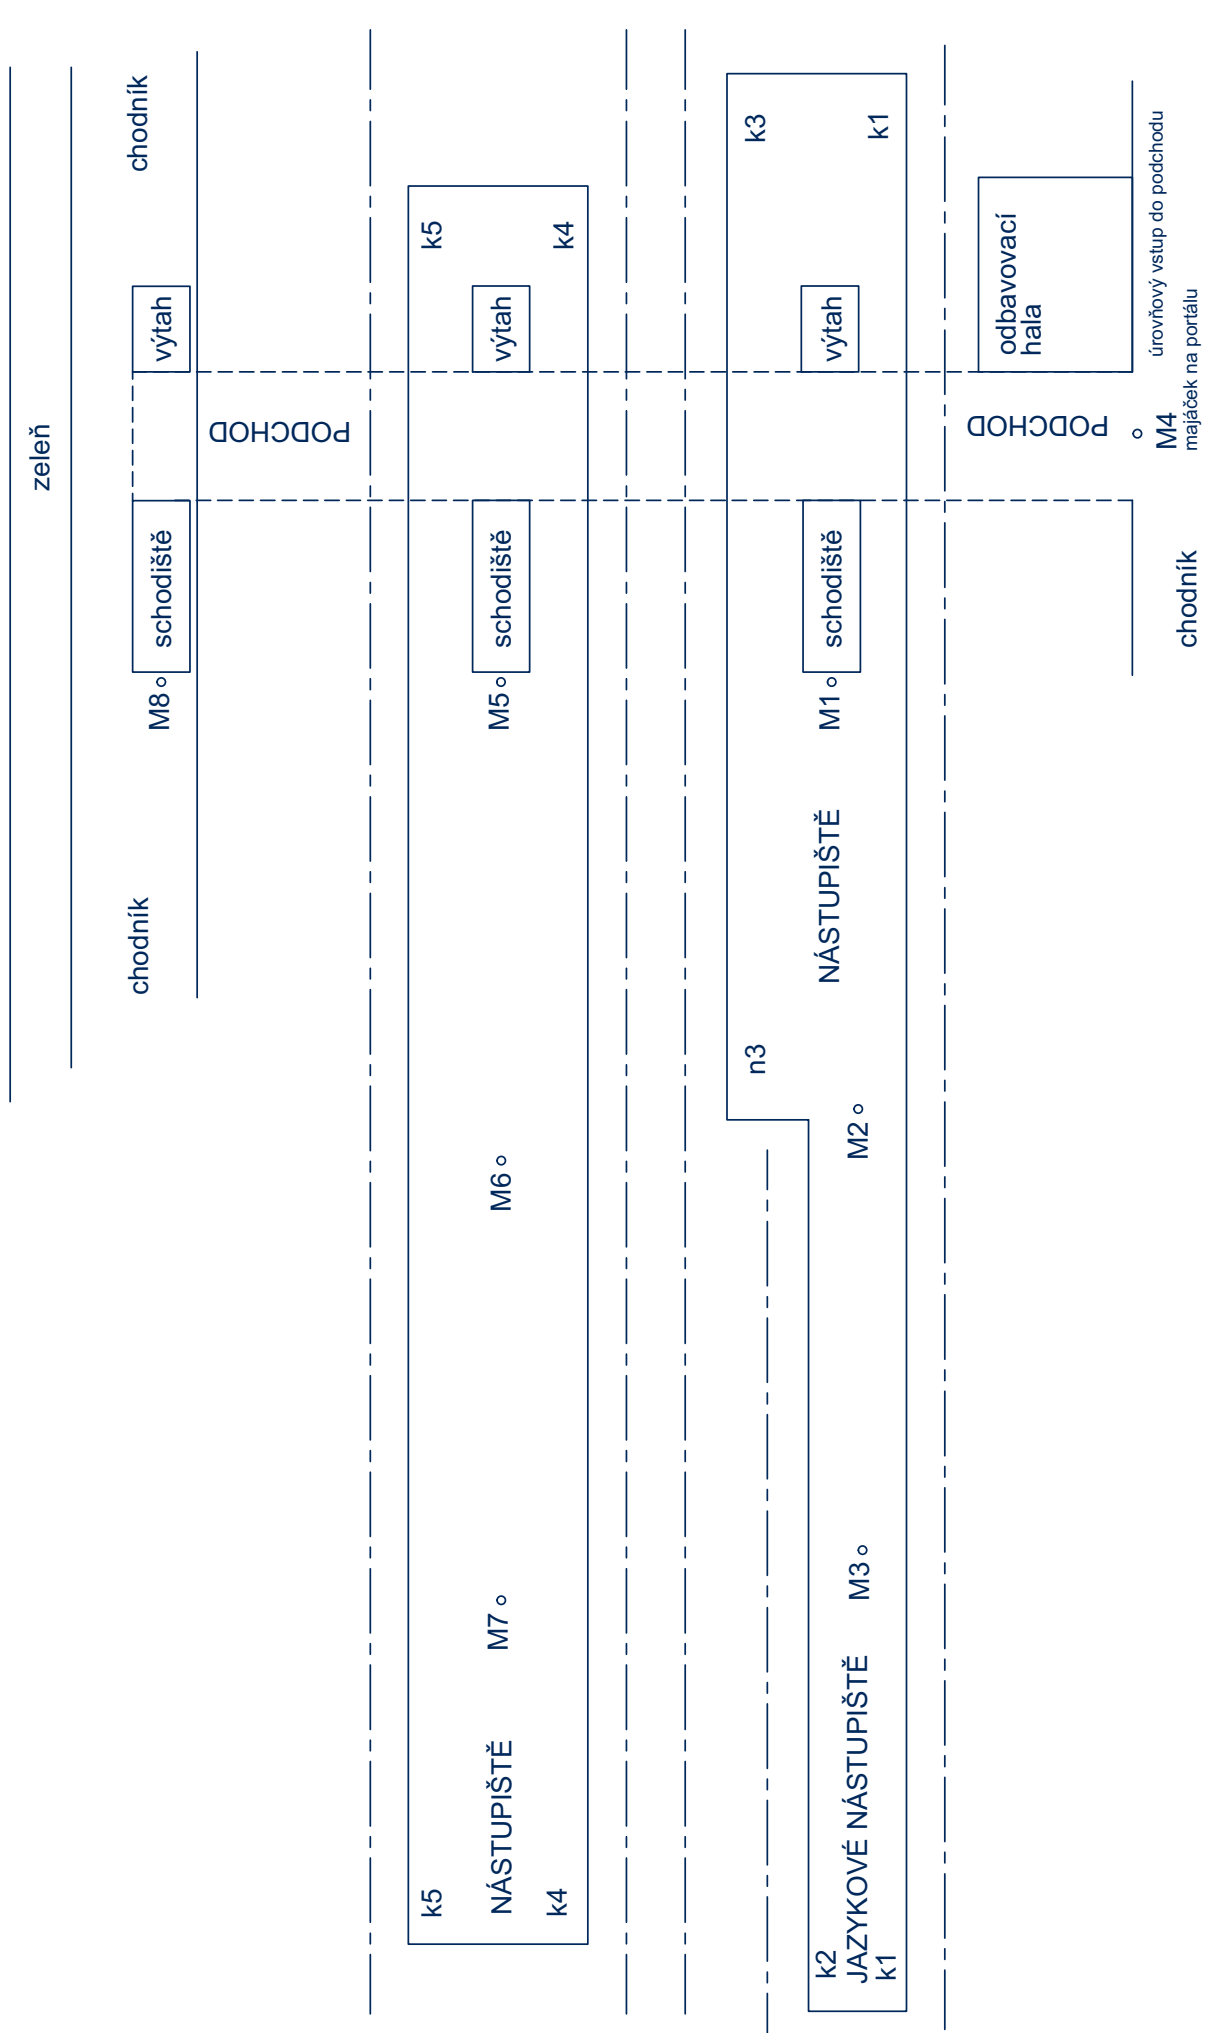 zeleň
chodník
chodník
výtah
schodiště
M8
PODCHOD
k5
k4
výtah
schodiště
M5
M6
M7
NÁSTUPIŠTĚ
k5
k4
k3
k1
výtah
schodiště
M1
NÁSTUPIŠTĚ
n3
M2
M3
JAZYKOVÉ NÁSTUPIŠTĚ
k2
k1
odbavovací
hala
PODCHOD
úrovňový vstup do podchodu
M4
majáček na portálu
chodník